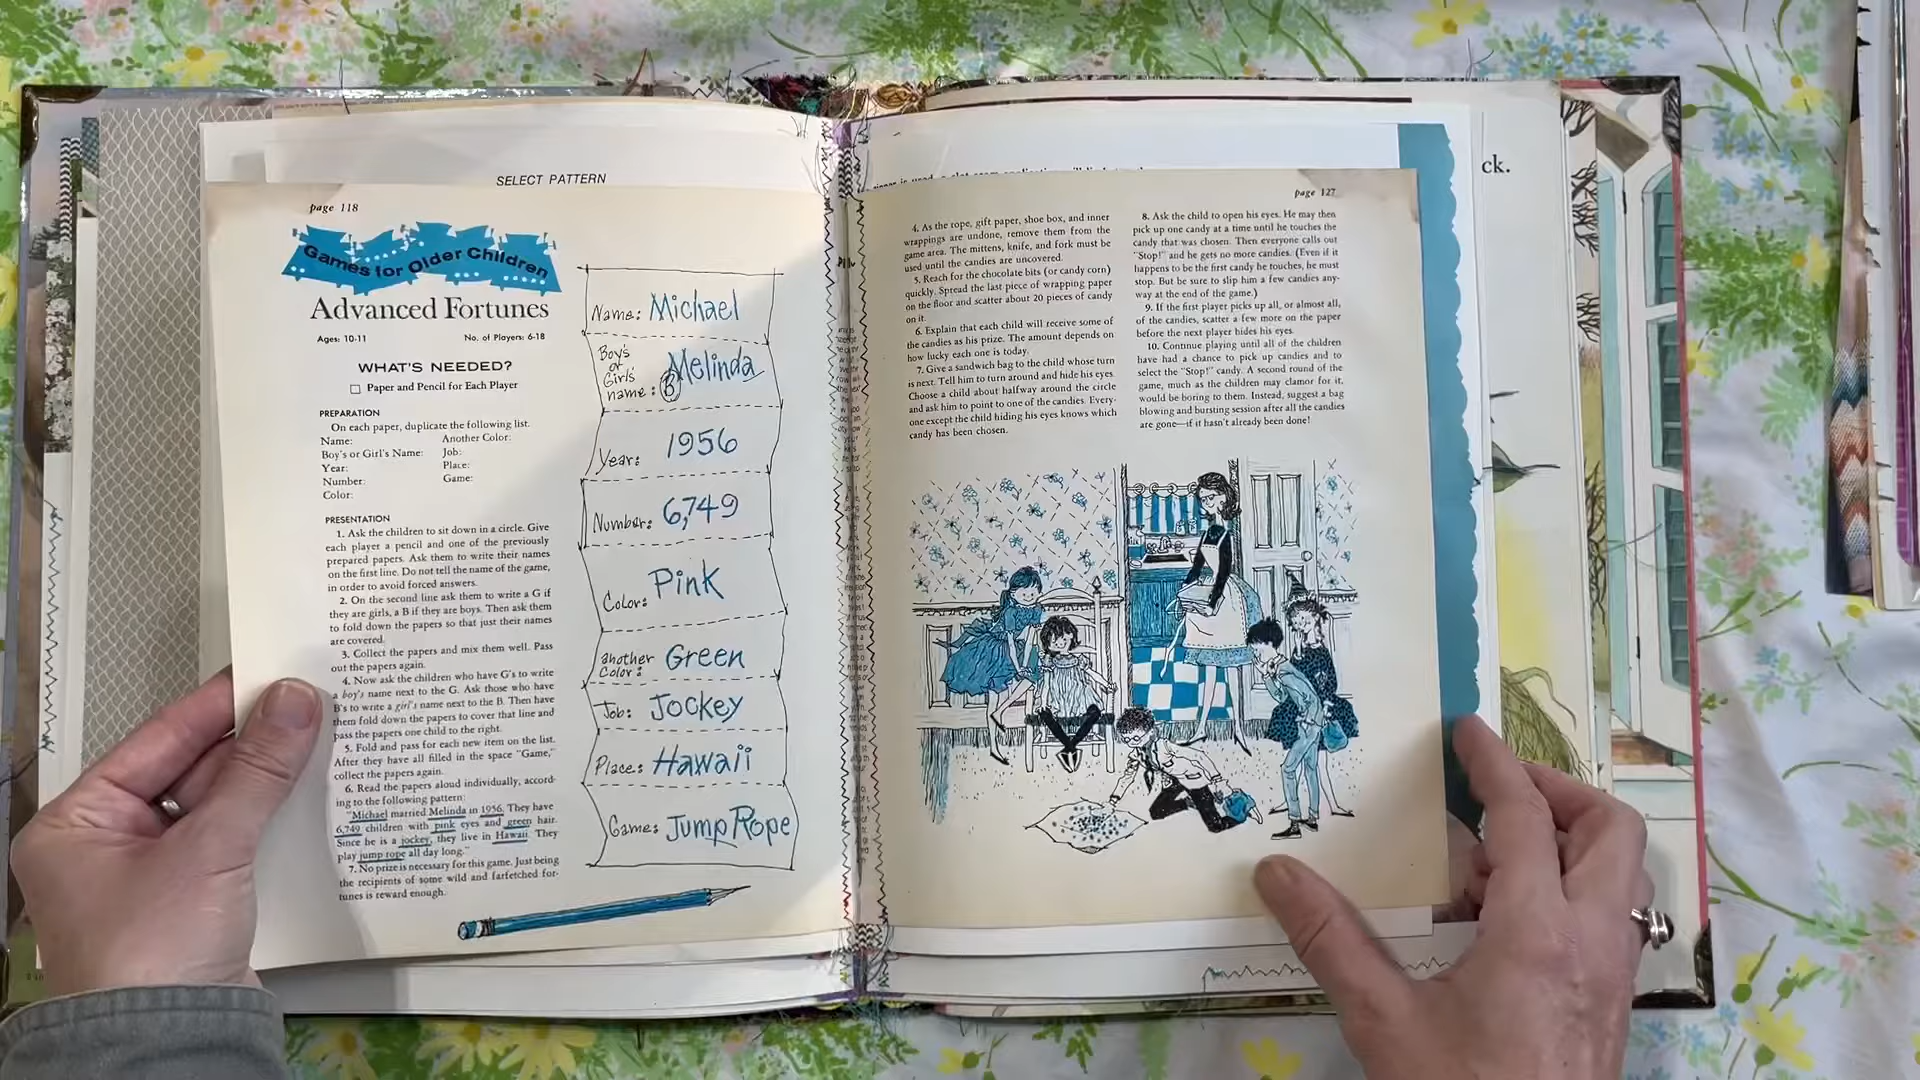 SELECT PATTERN
page 118
Games for Older Children
Advanced Fortunes
Ages: 10-11 No. of Players: 6-18
WHAT'S NEEDED?
Paper and Pencil for Each Player
PREPARATION
On each paper, duplicate the following list.
Name: Another Color:
Boy's or Girl's Name: Job:
Year: Place:
Number: Game:
Color:
PRESENTATION
1. Ask the children to sit down in a circle. Give
each player a pencil and one of the previously
prepared papers. Ask them to write their names
on the first line. Do not tell the name of the game,
in order to avoid forced answers.
2. On the second line ask them to write a G if
they are girls, a B if they are boys. Then ask them
to fold down the papers so that just their names
are covered.
3. Collect the papers and mix them well. Pass
out the papers again.
4. Now ask the children who have G's to write
a boy's name next to the G. Ask those who have
B's to write a girl's name next to the B. Then have
them fold down the papers to cover that line and
pass the papers one child to the right.
5. Fold and pass for each new item on the list.
After they have all filled in the space "Game,"
collect the papers again.
6. Read the papers aloud individually, accord-
ing to the following pattern:
"Michael married Melinda in 1956. They have
6,749 children with pink eyes and green hair.
Since he is a jockey, they live in Hawaii. They
play jump rope all day long."
7. No prize is necessary for this game. Just being
the recipients of some wild and farfetched for-
tunes is reward enough.
Name: Michael
Boy's
or
Girls'
name: B Melinda
Year: 1956
Number: 6,749
Color: Pink
another
Color: Green
Job: Jockey
Place: Hawaii
Game: Jump Rope
page 127
4. As the rope, gift paper, shoe box, and inner
wrappings are undone, remove them from the
game area. The mittens, knife, and fork must be
used until the candies are uncovered.
5. Reach for the chocolate bits (or candy corn)
quickly. Spread the last piece of wrapping paper
on the floor and scatter about 20 pieces of candy
on it.
6. Explain that each child will receive some of
the candies as his prize. The amount depends on
how lucky each one is today.
7. Give a sandwich bag to the child whose turn
is next. Tell him to turn around and hide his eyes.
Choose a child about halfway around the circle
and ask him to point to one of the candies. Every-
one except the child hiding his eyes knows which
candy has been chosen.
8. Ask the child to open his eyes. He may then
pick up one candy at a time until he touches the
candy that was chosen. Then everyone calls out
"Stop!" and he gets no more candies. (Even if it
happens to be the first candy he touches, he must
stop. But be sure to slip him a few candies any-
way at the end of the game.)
9. If the first player picks up all, or almost all,
of the candies, scatter a few more on the paper
before the next player hides his eyes.
10. Continue playing until all of the children
have had a chance to pick up candies and to
select the "Stop!" candy. A second round of the
game, much as the children may clamor for it,
would be boring to them. Instead, suggest a bag
blowing and bursting session after all the candies
are gone—if it hasn't already been done!
ck.